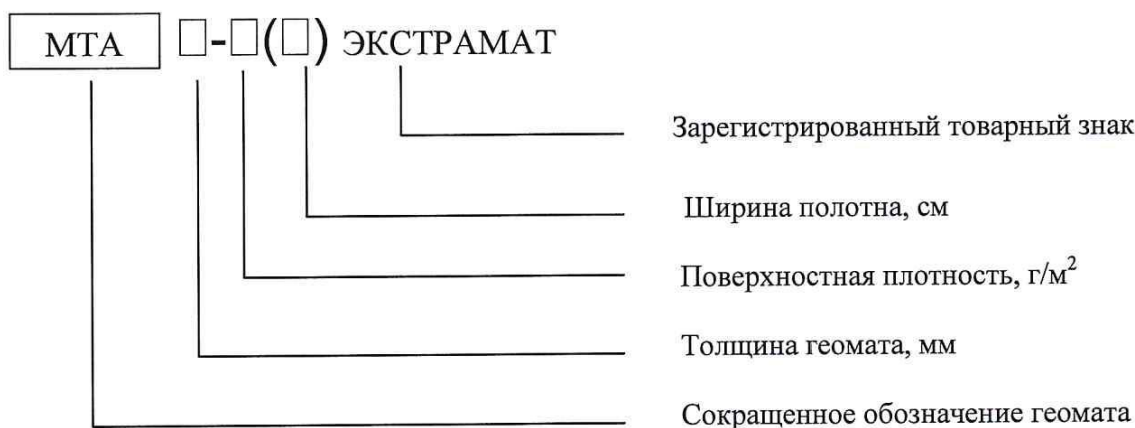 МТА □-□(□) ЭКСТРАМАТ
Зарегистрированный товарный знак
Ширина полотна, см
Поверхностная плотность, г/м²
Толщина геомата, мм
Сокращенное обозначение геомата